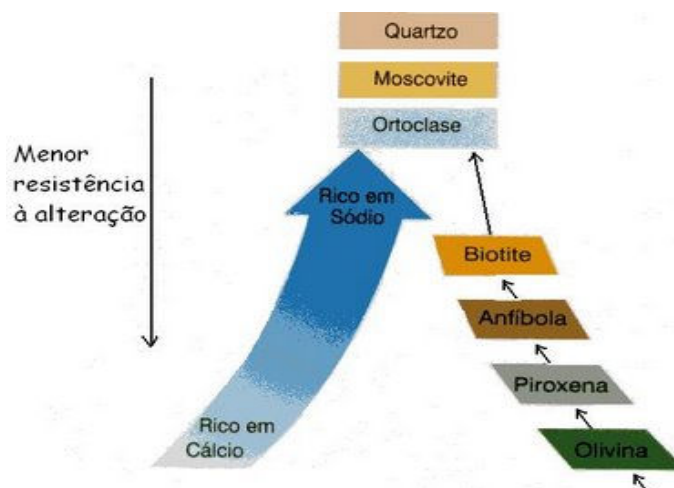 Quartzo
Moscovite
Ortoclase
Menor
resistência
à alteração
Rico em
Sódio
Biotite
Anfíbola
Piroxena
Rico em
Cálcio
Olivina